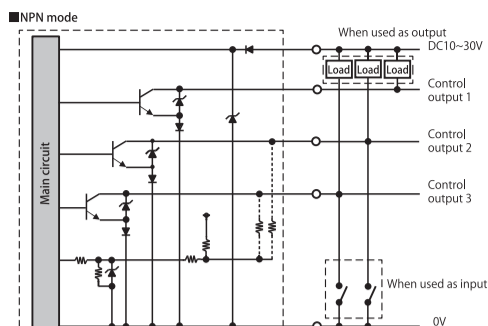 ■NPN mode
When used as output
DC10~30V
Load Load Load
Control
output 1
Control
output 2
Main circuit
Control
output 3
When used as input
0V